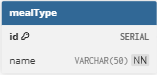 mealType
id SERIAL
name VARCHAR(50) NN